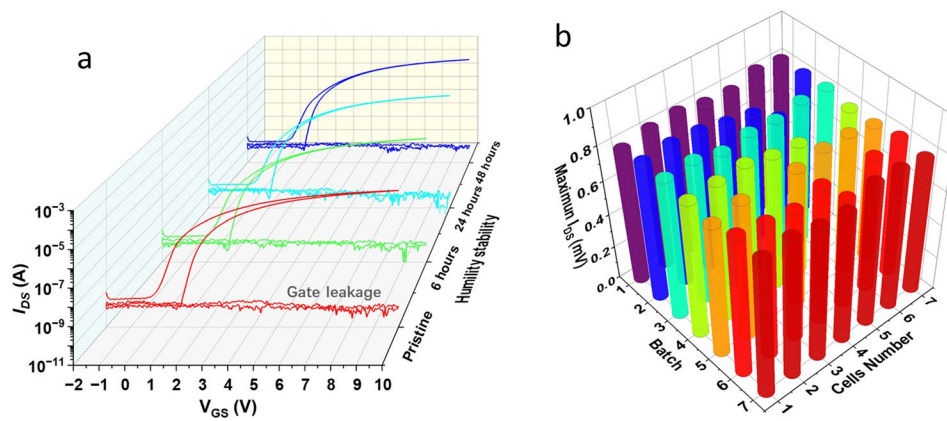 a
10−3
10−5
10−7
10−9
10−11
IDS (A)
−2 −1 0 1 2 3 4 5 6 7 8 9 10
VGS (V)
Gate leakage
Pristine
6 hours
24 hours
48 hours
Humility stability
b
1.0
0.8
0.6
0.4
0.2
0.0
Maximun IDS (mV)
1 2 3 4 5 6 7
Batch
1 2 3 4 5 6 7
Cells Number